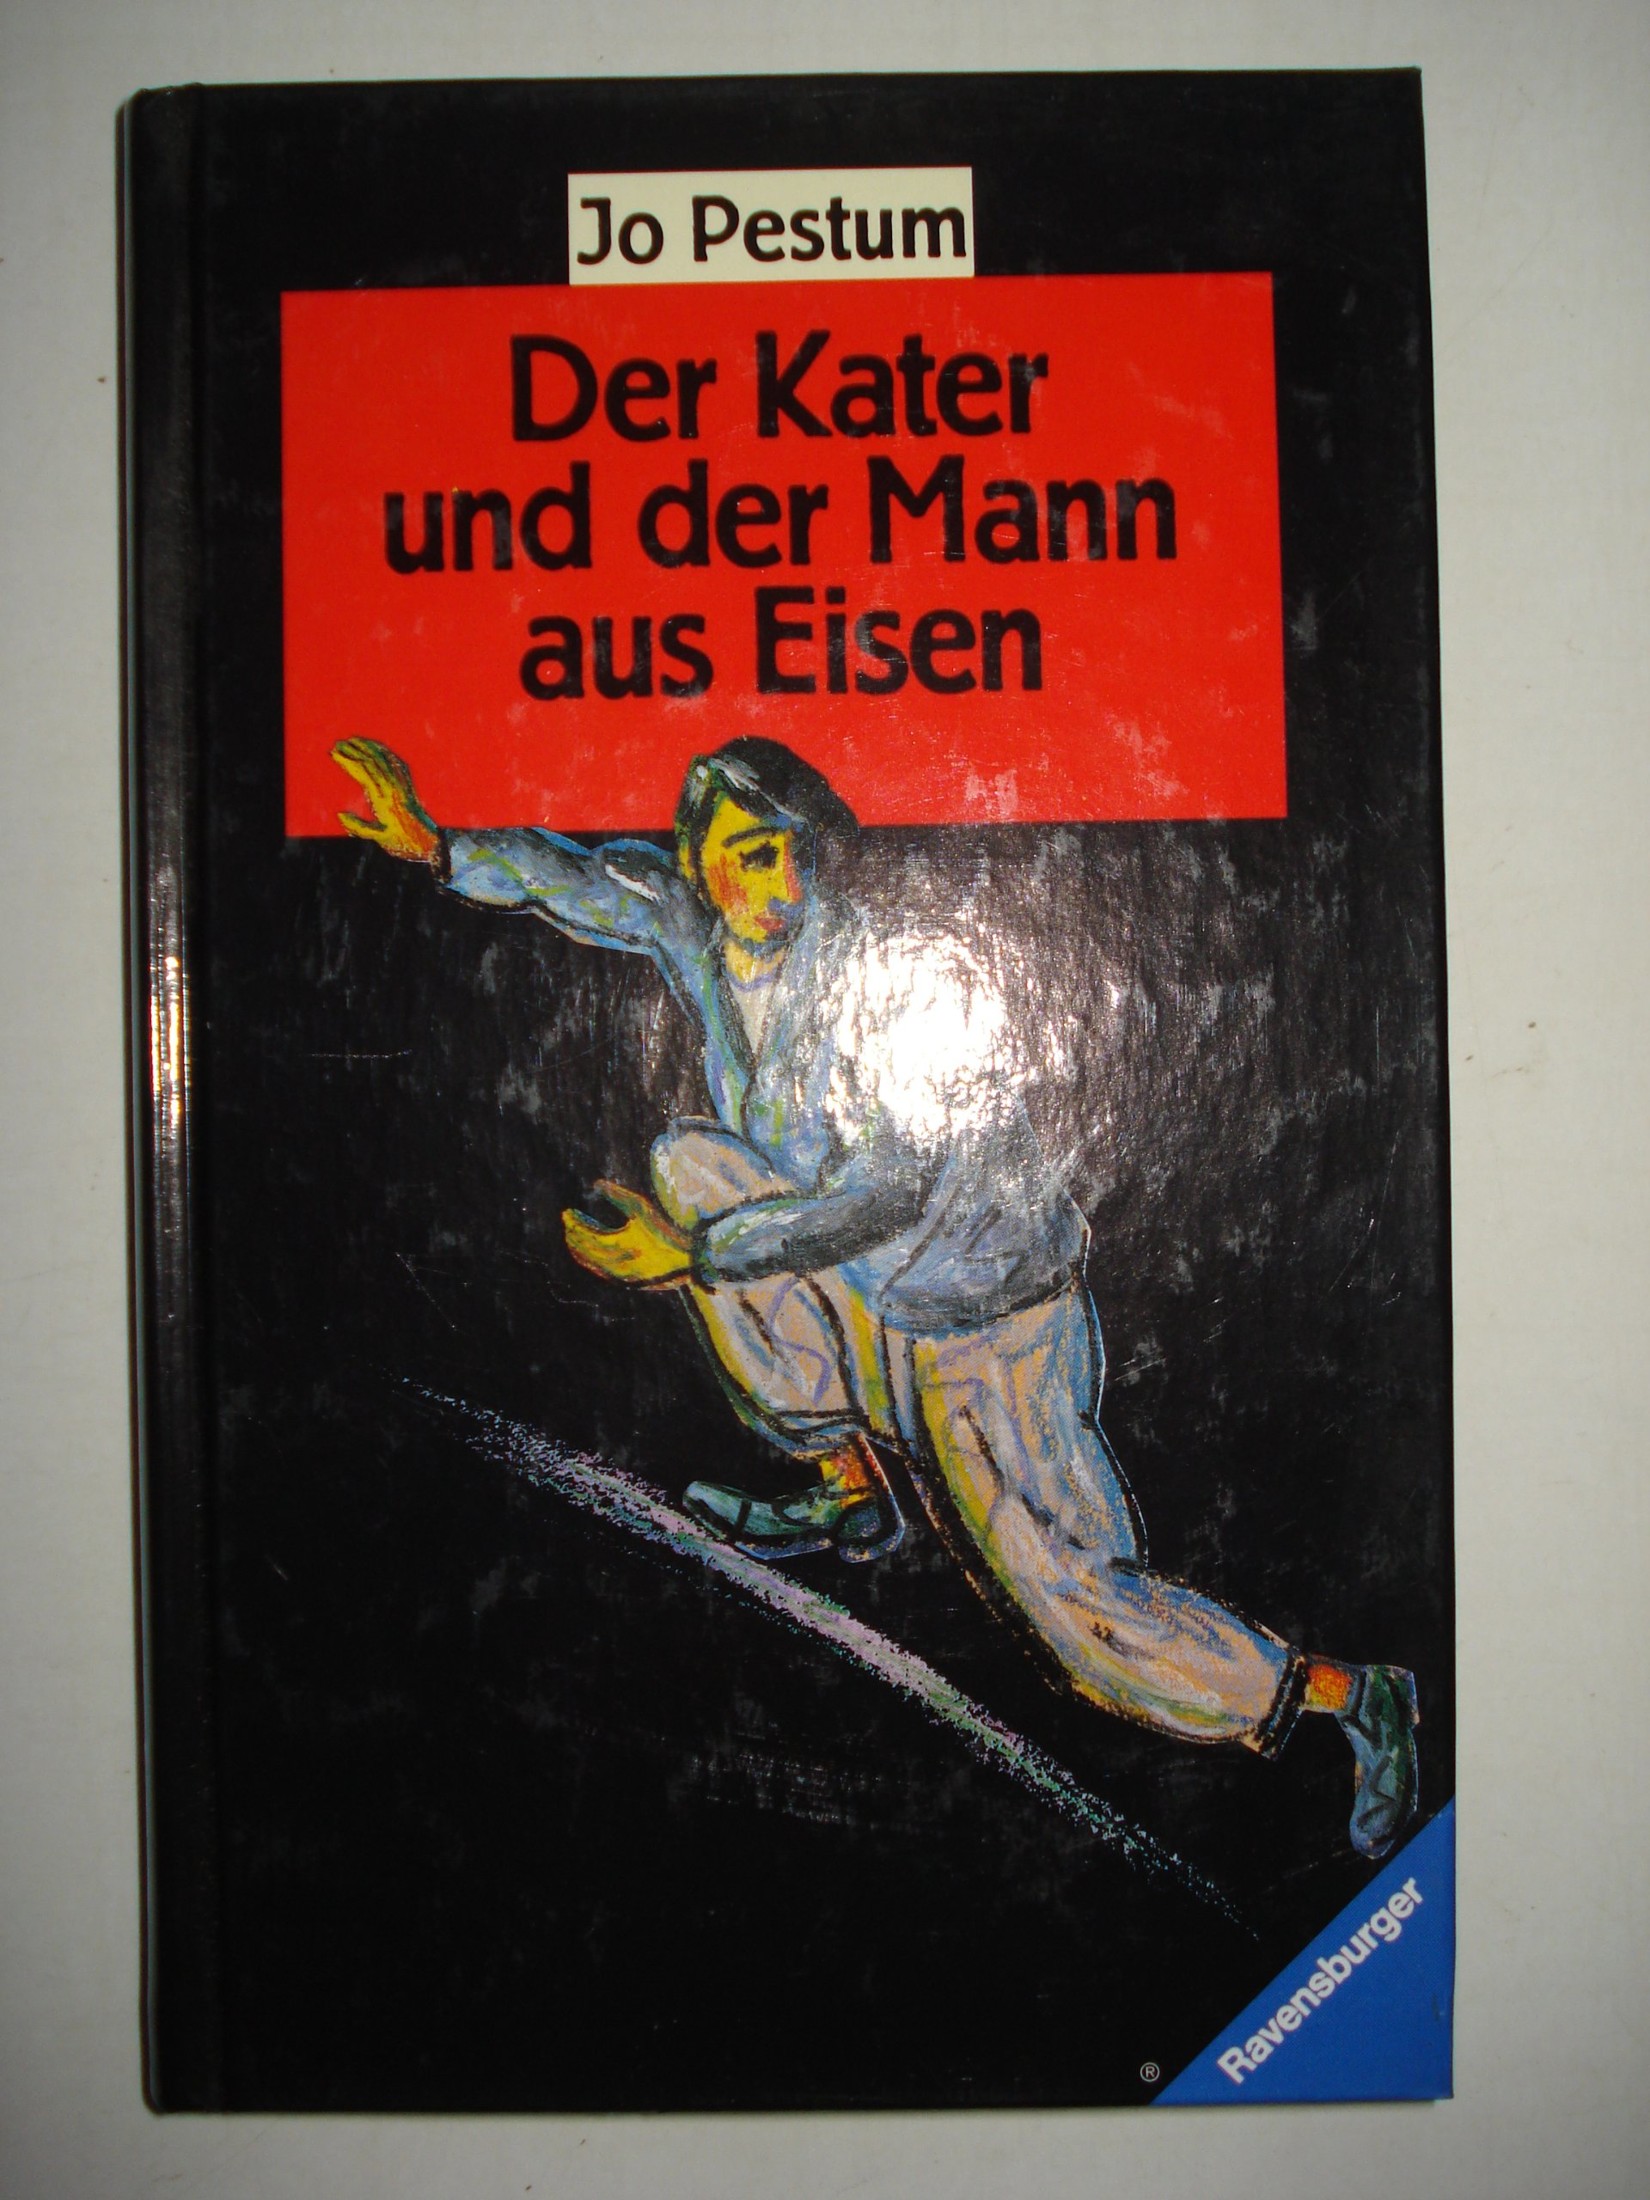 Jo Pestum
Der Kater
und der Mann
aus Eisen
Ravensburger
®